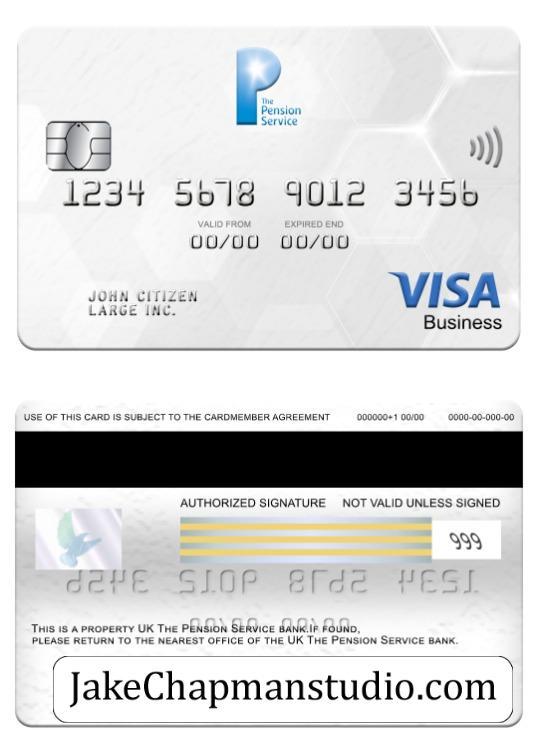 The
Pension
Service
1234 5678 9012 3456
VALID FROM EXPIRED END
00/00 00/00
JOHN CITIZEN
LARGE INC.
VISA
Business
USE OF THIS CARD IS SUBJECT TO THE CARDMEMBER AGREEMENT 000000+1 00/00 0000-00-000-00
AUTHORIZED SIGNATURE NOT VALID UNLESS SIGNED
999
THIS IS A PROPERTY UK THE PENSION SERVICE BANK.IF FOUND,
PLEASE RETURN TO THE NEAREST OFFICE OF THE UK THE PENSION SERVICE BANK.
JakeChapmanstudio.com